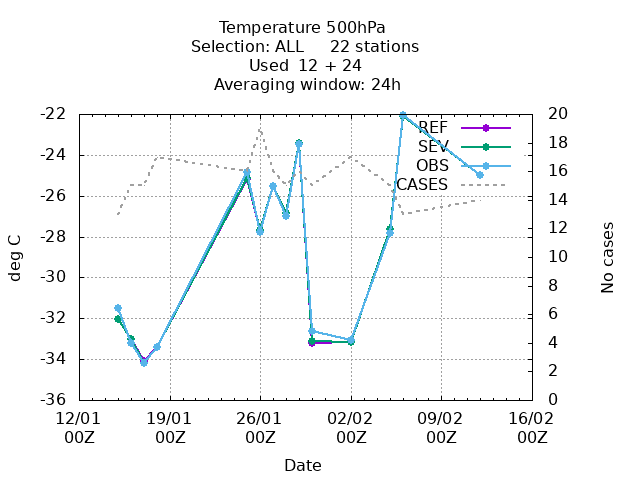 Temperature 500hPa
Selection: ALL     22 stations
Used  12 + 24
Averaging window: 24h
-22
-24
-26
-28
-30
-32
-34
-36
20
18
16
14
12
10
8
6
4
2
0
REF
SEV
OBS
CASES
deg C
No cases
12/01 19/01 26/01 02/02 09/02 16/02
00Z 00Z 00Z 00Z 00Z 00Z
Date